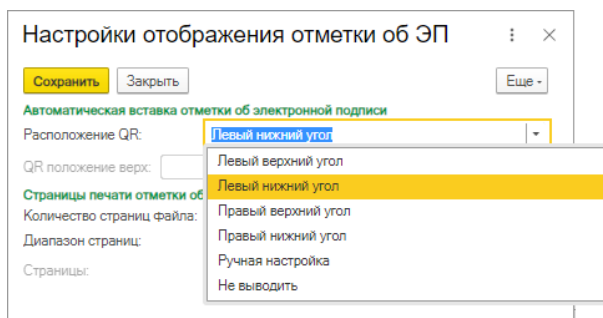 Настройки отображения отметки об ЭП
Сохранить Закрыть Еще
Автоматическая вставка отметки об электронной подписи
Расположение QR: Левый нижний угол
QR положение верх:
Левый верхний угол
Левый нижний угол
Правый верхний угол
Правый нижний угол
Ручная настройка
Не выводить
Страницы печати отметки об
Количество страниц файла:
Диапазон страниц:
Страницы: